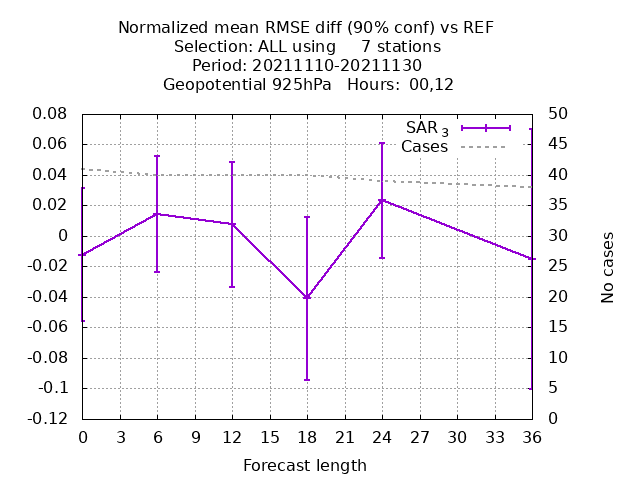 Normalized mean RMSE diff (90% conf) vs REF
Selection: ALL using 7 stations
Period: 20211110-20211130
Geopotential 925hPa Hours: 00,12
SAR 3
Cases
0.08
0.06
0.04
0.02
0
-0.02
-0.04
-0.06
-0.08
-0.1
-0.12
50
45
40
35
30
25
20
15
10
5
0
No cases
0 3 6 9 12 15 18 21 24 27 30 33 36
Forecast length